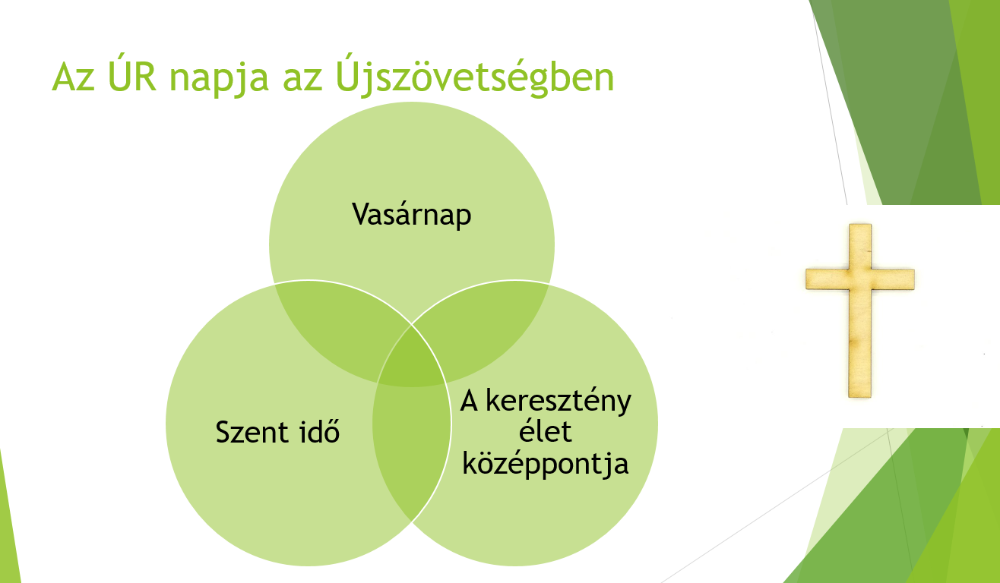 Az ÚR napja az Újszövetségben
Vasárnap
Szent idő
A keresztény
élet
középpontja